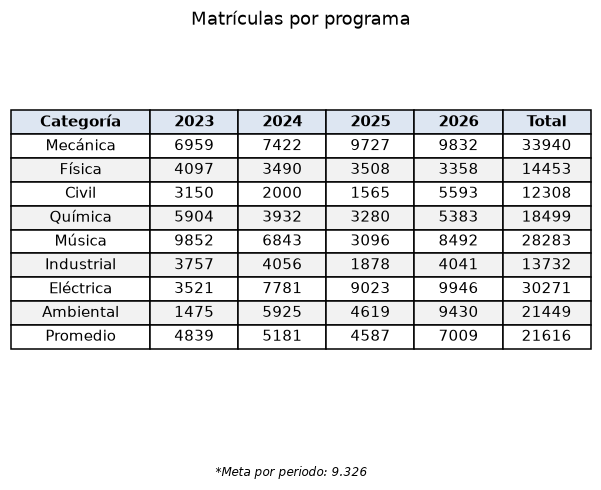 Matrículas por programa
Categoría 2023 2024 2025 2026 Total
Mecánica 6959 7422 9727 9832 33940
Física 4097 3490 3508 3358 14453
Civil 3150 2000 1565 5593 12308
Química 5904 3932 3280 5383 18499
Música 9852 6843 3096 8492 28283
Industrial 3757 4056 1878 4041 13732
Eléctrica 3521 7781 9023 9946 30271
Ambiental 1475 5925 4619 9430 21449
Promedio 4839 5181 4587 7009 21616
*Meta por periodo: 9.326